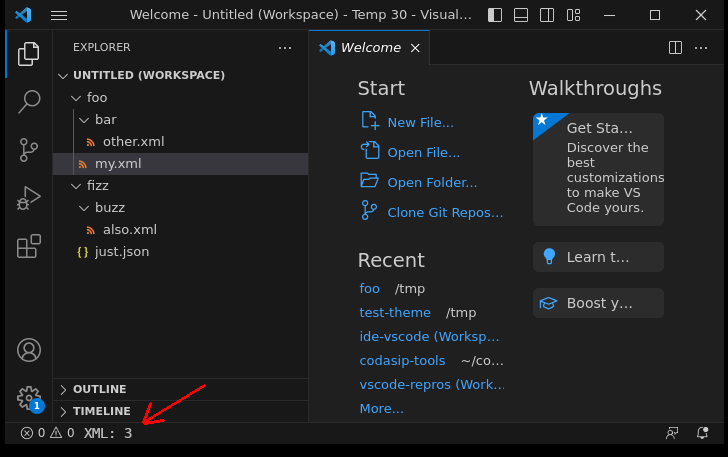 Welcome - Untitled (Workspace) - Temp 30 - Visual...
EXPLORER
UNTITLED (WORKSPACE)
foo
bar
other.xml
my.xml
fizz
buzz
also.xml
{} just.json
OUTLINE
TIMELINE
Welcome
Start
New File...
Open File...
Open Folder...
Clone Git Repos...
Recent
foo /tmp
test-theme /tmp
ide-vscode (Worksp...
codasip-tools ~/co...
vscode-repros (Work...
More...
Walkthroughs
Get Sta...
Discover the
best
customizations
to make VS
Code yours.
Learn t...
Boost y...
1
0 0 XML: 3